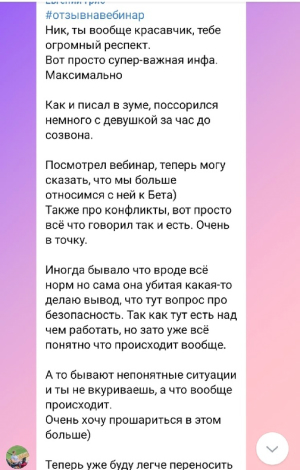 #отзывнавебинар
Ник, ты вообще красавчик, тебе
огромный респект.
Вот просто супер-важная инфа.
Максимально
Как и писал в зуме, поссорился
немного с девушкой за час до
созвона.
Посмотрел вебинар, теперь могу
сказать, что мы больше
относимся с ней к Бета)
Также про конфликты, вот просто
всё что говорил так и есть. Очень
в точку.
Иногда бывало что вроде всё
норм но сама она убитая какая-то
делаю вывод, что тут вопрос про
безопасность. Так как тут есть над
чем работать, но зато уже всё
понятно что происходит вообще.
А то бывают непонятные ситуации
и ты не вкуриваешь, а что вообще
происходит.
Очень хочу прошариться в этом
больше)
Теперь уже буду легче переносить